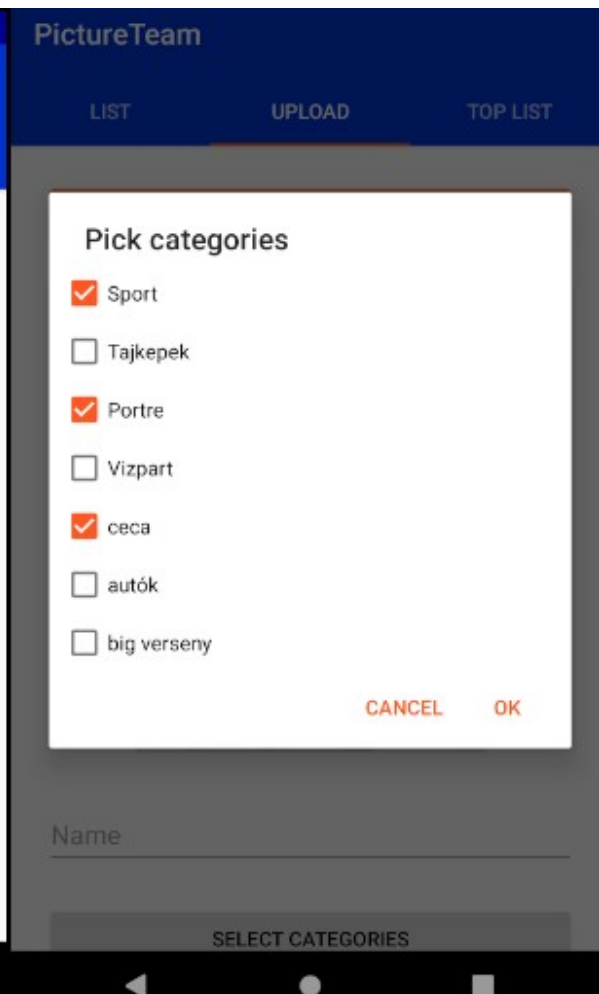 PictureTeam
LIST UPLOAD TOP LIST
Pick categories
Sport
Tajkepek
Portre
Vizpart
ceca
autók
big verseny
CANCEL OK
Name
SELECT CATEGORIES